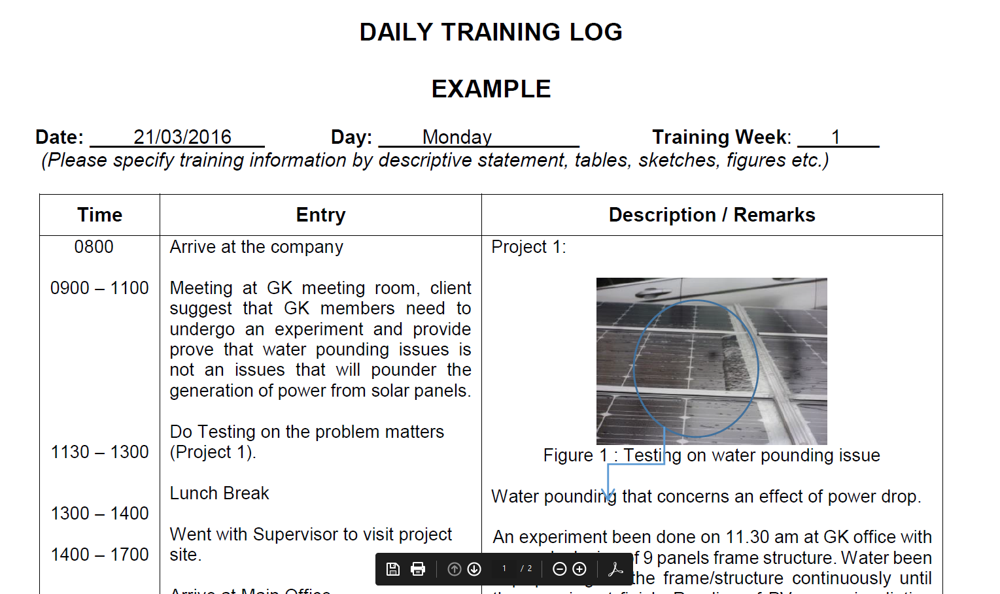 DAILY TRAINING LOG
EXAMPLE
Date: 21/03/2016 Day: Monday Training Week: 1
(Please specify training information by descriptive statement, tables, sketches, figures etc.)
Time Entry Description / Remarks
0800 Arrive at the company
0900 – 1100 Meeting at GK meeting room, client
suggest that GK members need to
undergo an experiment and provide
prove that water pounding issues is
not an issues that will pounder the
generation of power from solar panels.
Do Testing on the problem matters
1130 – 1300 (Project 1).
Lunch Break
1300 – 1400
Went with Supervisor to visit project
1400 – 1700 site.
Arrive at Main Office
Project 1:
Figure 1 : Testing on water pounding issue
Water pounding that concerns an effect of power drop.
An experiment been done on 11.30 am at GK office with
of 9 panels frame structure. Water been
the frame/structure continuously until
1 / 2